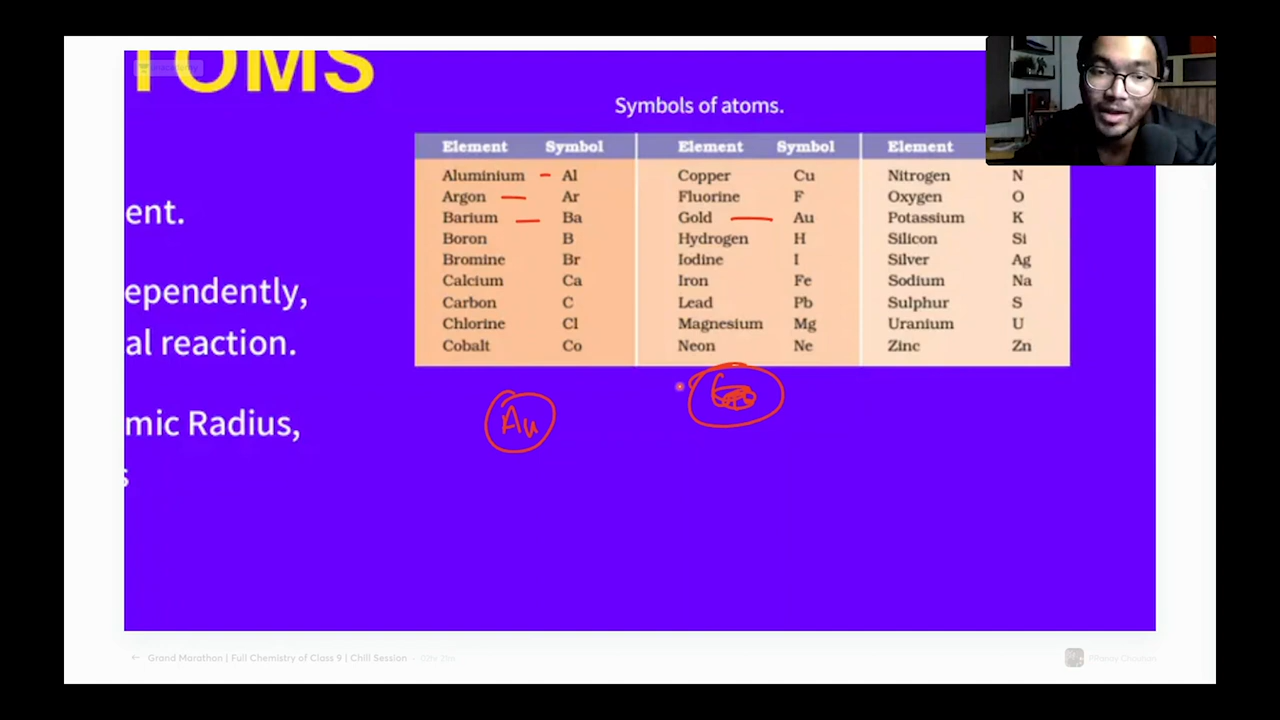 TOMS
Symbols of atoms.
Element Symbol Element Symbol Element
Aluminium Al Copper Cu Nitrogen N
Argon Ar Fluorine F Oxygen O
Barium Ba Gold Au Potassium K
Boron B Hydrogen H Silicon Si
Bromine Br Iodine I Silver Ag
Calcium Ca Iron Fe Sodium Na
Carbon C Lead Pb Sulphur S
Chlorine Cl Magnesium Mg Uranium U
Cobalt Co Neon Ne Zinc Zn
ent.
ependently,
al reaction.
mic Radius,
s
Au
Grand Marathon | Full Chemistry of Class 9 | Chill Session